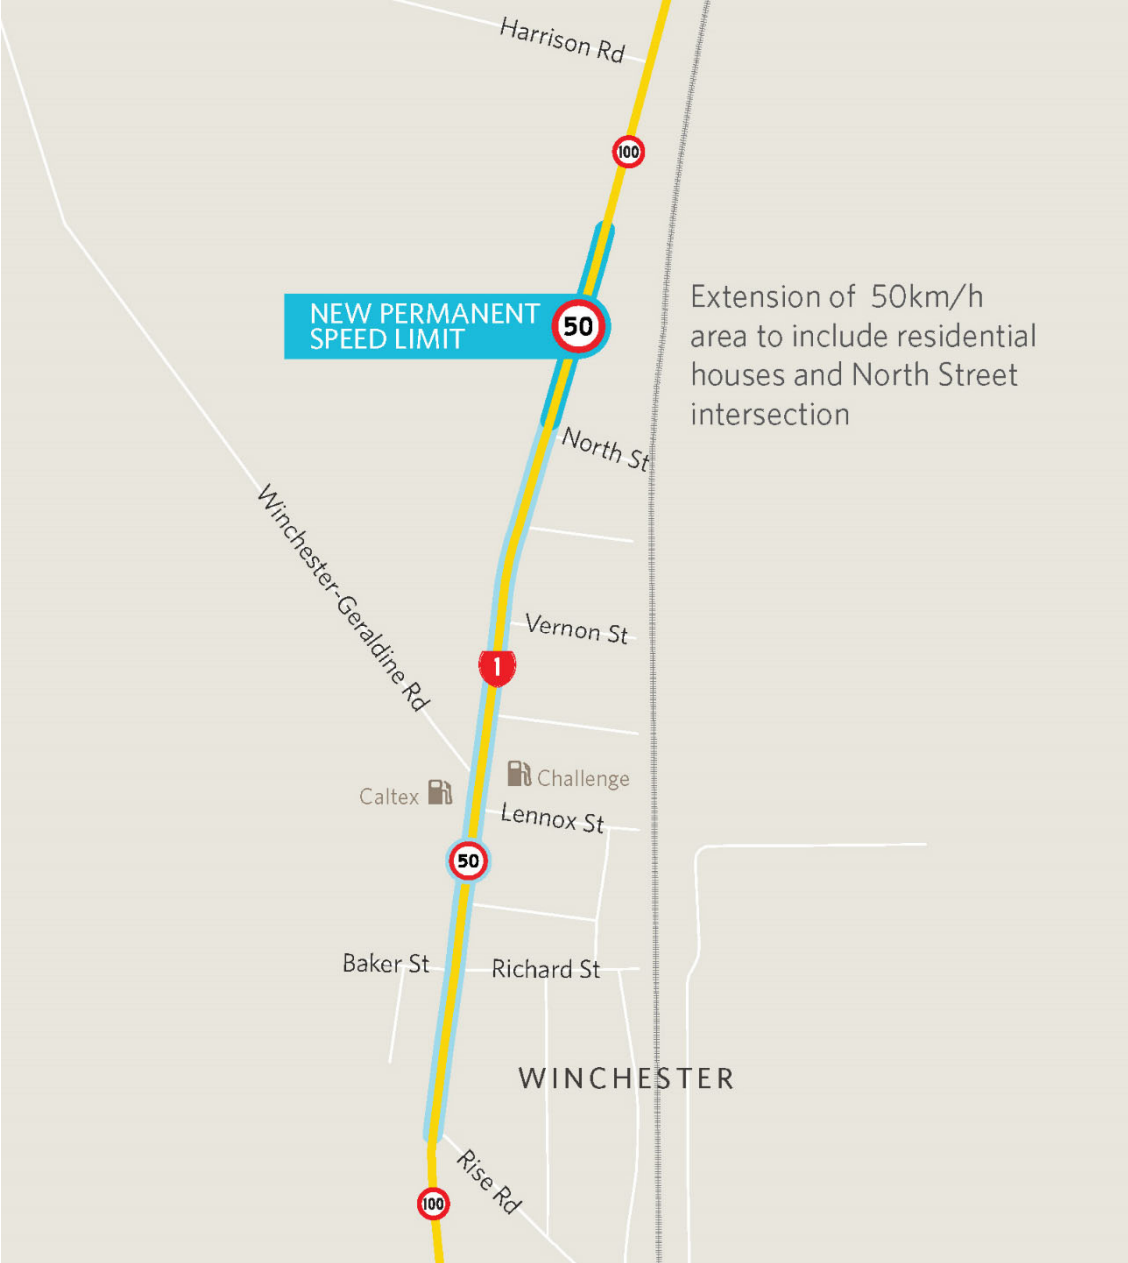 Harrison Rd
100
NEW PERMANENT
SPEED LIMIT
50
Extension of 50km/h
area to include residential
houses and North Street
intersection
North St
Winchester-Geraldine Rd
Vernon St
1
Challenge
Caltex
Lennox St
50
Baker St
Richard St
WINCHESTER
Rise Rd
100